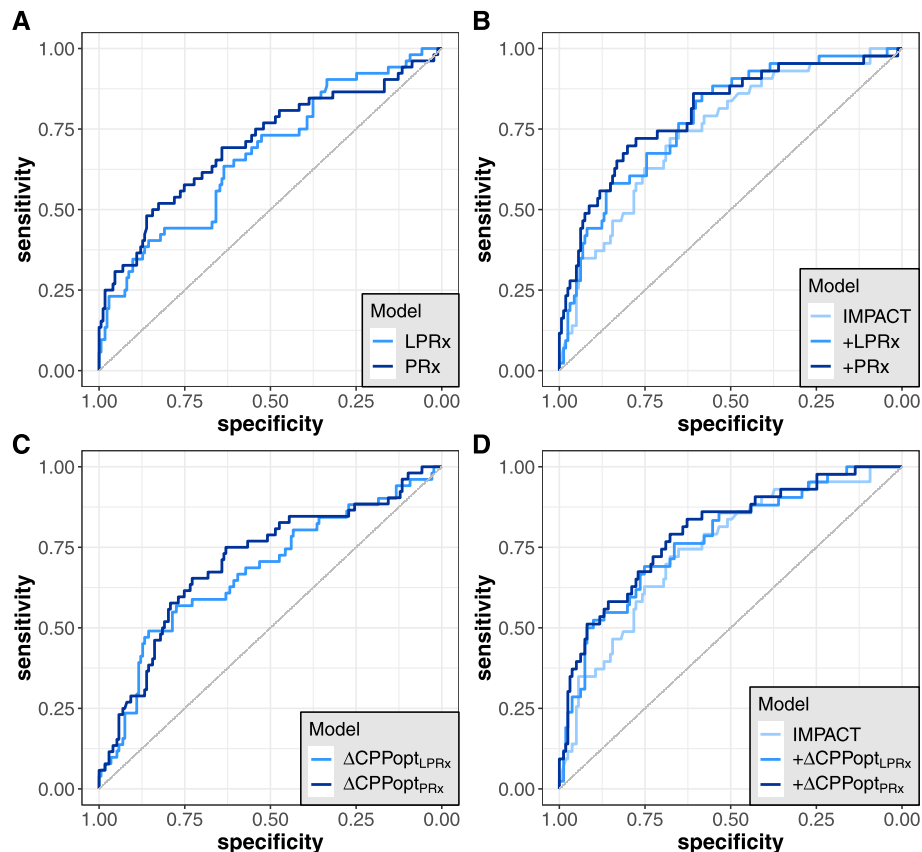 A
sensitivity
1.00
0.75
0.50
0.25
0.00
Model
LPRx
PRx
1.00 0.75 0.50 0.25 0.00
specificity
B
sensitivity
1.00
0.75
0.50
0.25
0.00
Model
IMPACT
+LPRx
+PRx
1.00 0.75 0.50 0.25 0.00
specificity
C
sensitivity
1.00
0.75
0.50
0.25
0.00
Model
ΔCPPopt_LPRx
ΔCPPopt_PRx
1.00 0.75 0.50 0.25 0.00
specificity
D
sensitivity
1.00
0.75
0.50
0.25
0.00
Model
IMPACT
+ΔCPPopt_LPRx
+ΔCPPopt_PRx
1.00 0.75 0.50 0.25 0.00
specificity